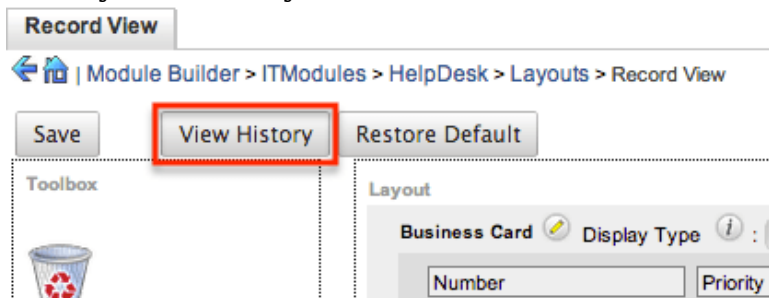 Record View
| Module Builder > ITModules > HelpDesk > Layouts > Record View
Save View History Restore Default
Toolbox
Layout
Business Card Display Type i :
Number Priority